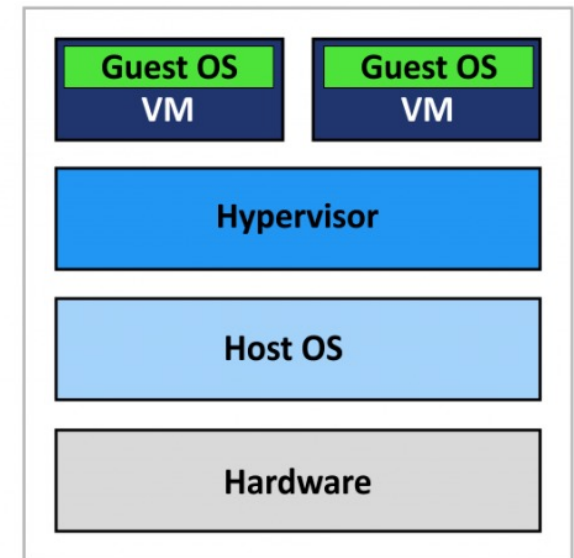 Guest OS
VM
Guest OS
VM
Hypervisor
Host OS
Hardware